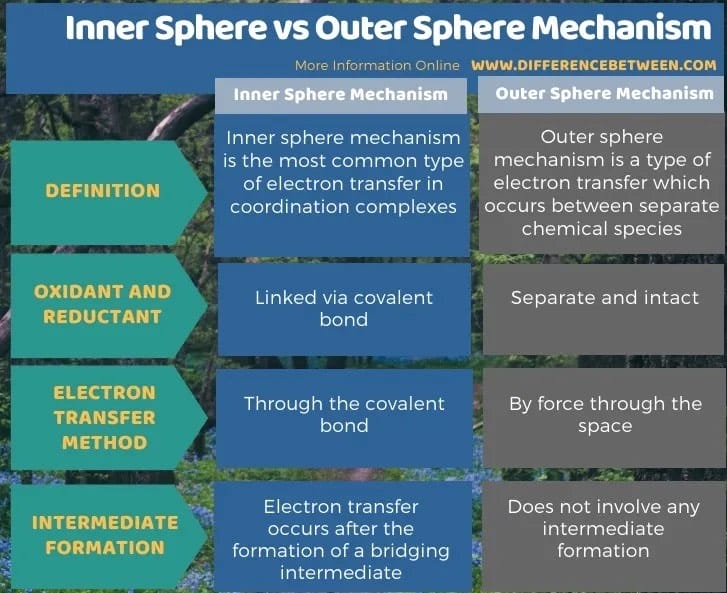 Inner Sphere vs Outer Sphere Mechanism
More Information Online WWW.DIFFERENCEBETWEEN.COM
Inner Sphere Mechanism
Outer Sphere Mechanism
DEFINITION
Inner sphere mechanism
is the most common type
of electron transfer in
coordination complexes
Outer sphere
mechanism is a type of
electron transfer which
occurs between separate
chemical species
OXIDANT AND
REDUCTANT
Linked via covalent
bond
Separate and intact
ELECTRON
TRANSFER
METHOD
Through the covalent
bond
By force through the
space
INTERMEDIATE
FORMATION
Electron transfer
occurs after the
formation of a bridging
intermediate
Does not involve any
intermediate
formation